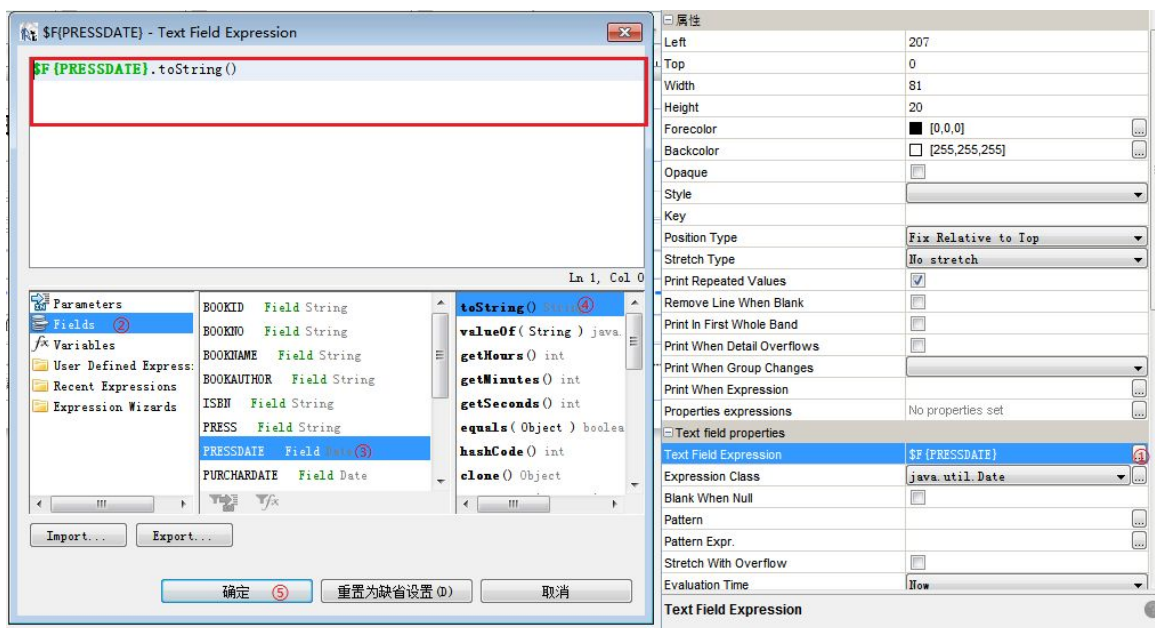 $F{PRESSDATE} - Text Field Expression
$F{PRESSDATE}.toString()
Ln 1, Col 0
Parameters
Fields ②
Variables
User Defined Express:
Recent Expressions
Expression Wizards
BOOKID Field String
BOOKNO Field String
BOOKNAME Field String
BOOKAUTHOR Field String
ISBN Field String
PRESS Field String
PRESSDATE Field Date ③
PURCHARDATE Field Date
toString() ④
valueOf( String ) java.
getHours() int
getMinutes() int
getSeconds() int
equals( Object ) boolea
hashCode() int
clone() Object
Import...
Export...
确定 ⑤
重置为缺省设置(D)
取消
属性
Left 207
Top 0
Width 81
Height 20
Forecolor [0,0,0]
Backcolor [255,255,255]
Opaque
Style
Key
Position Type Fix Relative to Top
Stretch Type No stretch
Print Repeated Values
Remove Line When Blank
Print In First Whole Band
Print When Detail Overflows
Print When Group Changes
Print When Expression
Properties expressions No properties set
Text field properties
Text Field Expression $F{PRESSDATE} ①
Expression Class java.util.Date
Blank When Null
Pattern
Pattern Expr.
Stretch With Overflow
Evaluation Time Now
Text Field Expression